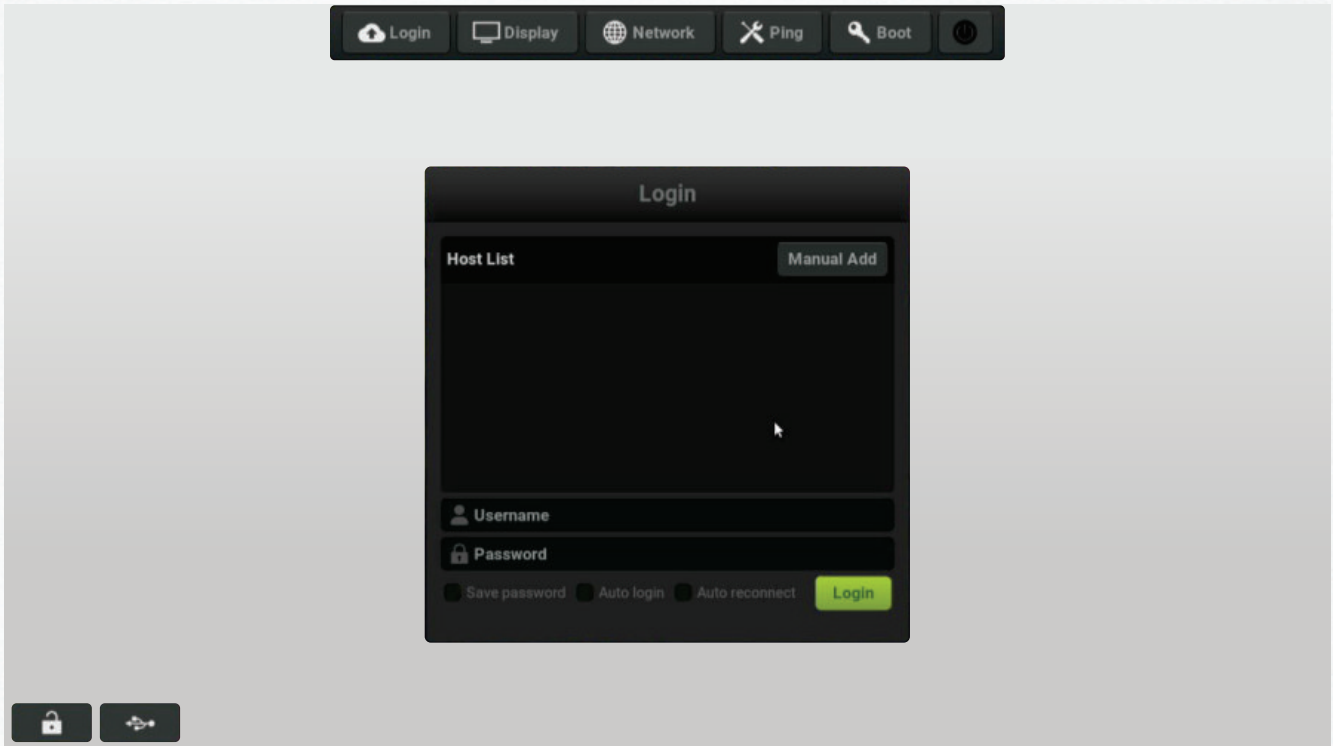 Login Display Network Ping Boot
Login
Host List Manual Add
Username
Password
Save password Auto login Auto reconnect Login